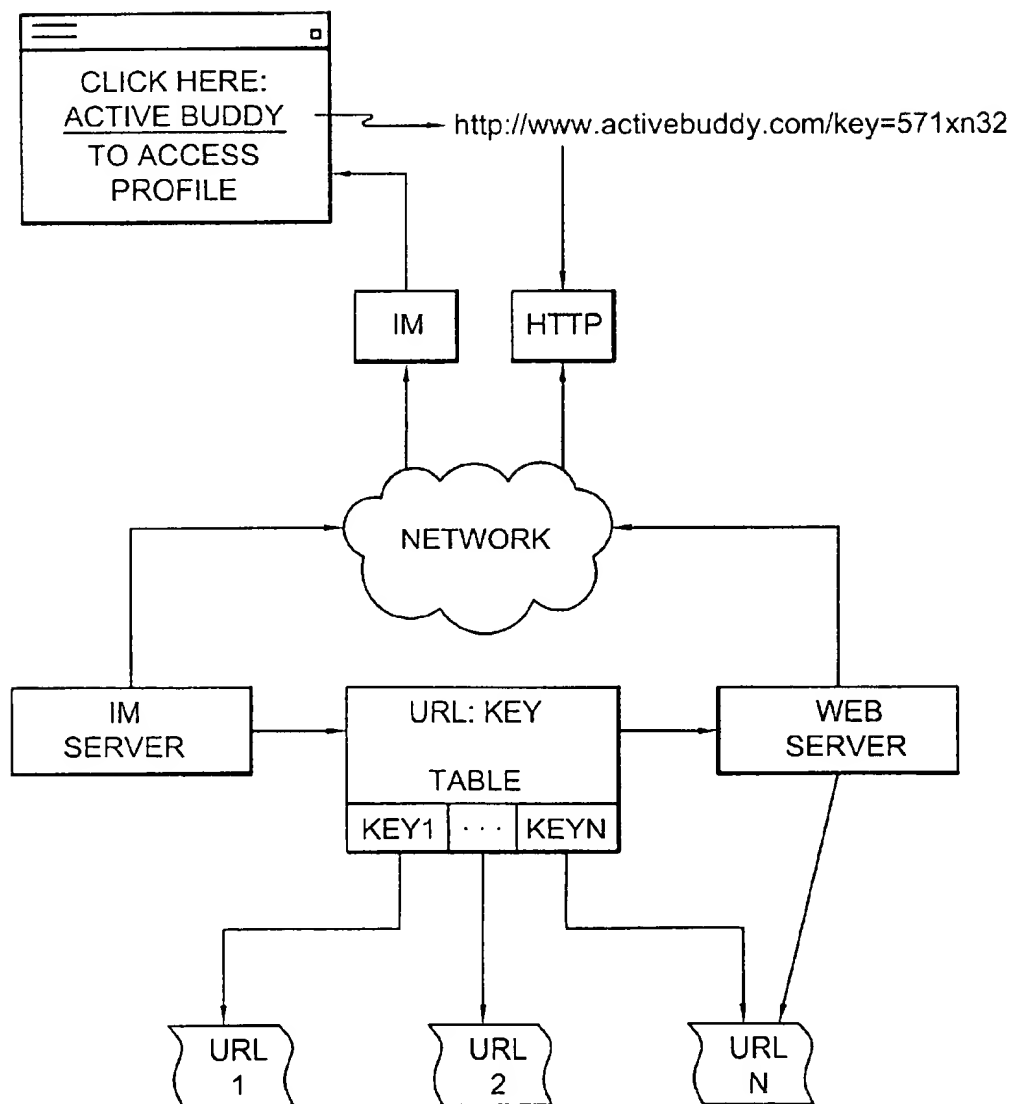 CLICK HERE:
ACTIVE BUDDY
TO ACCESS
PROFILE
http://www.activebuddy.com/key=571xn32
IM
HTTP
NETWORK
IM
SERVER
URL: KEY
TABLE
KEY1 ... KEYN
WEB
SERVER
URL
1
URL
2
URL
N